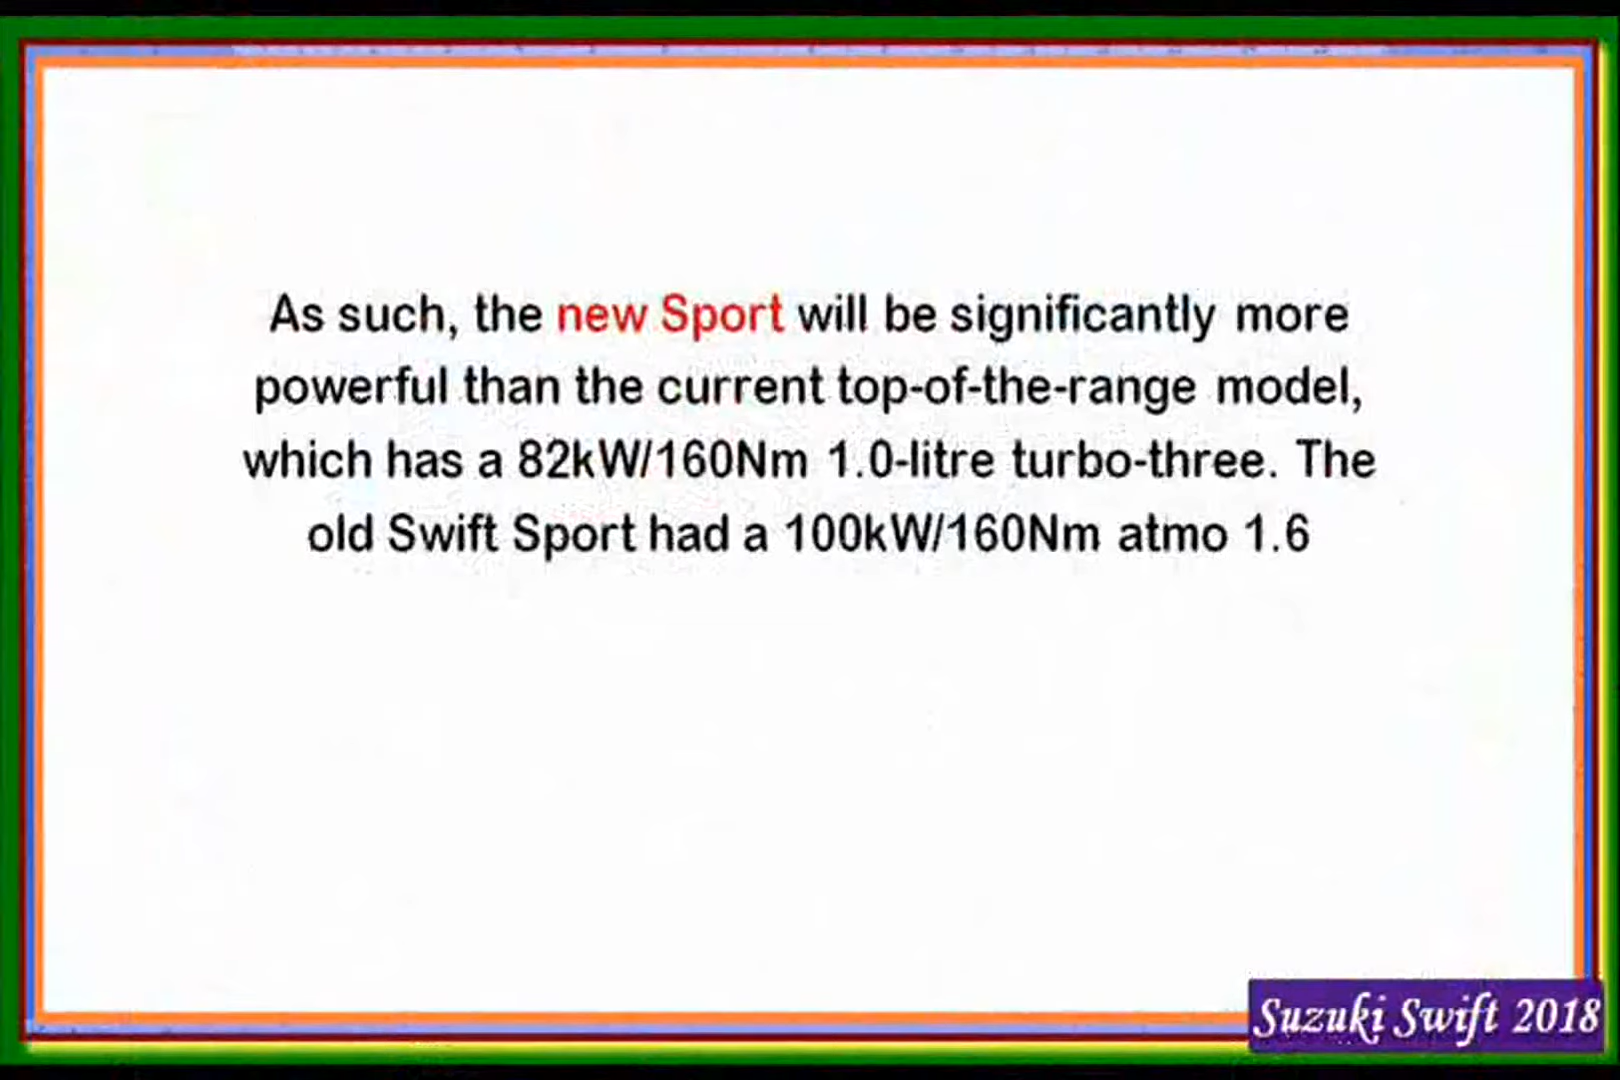 As such, the new Sport will be significantly more
powerful than the current top-of-the-range model,
which has a 82kW/160Nm 1.0-litre turbo-three. The
old Swift Sport had a 100kW/160Nm atmo 1.6
Suzuki Swift 2018